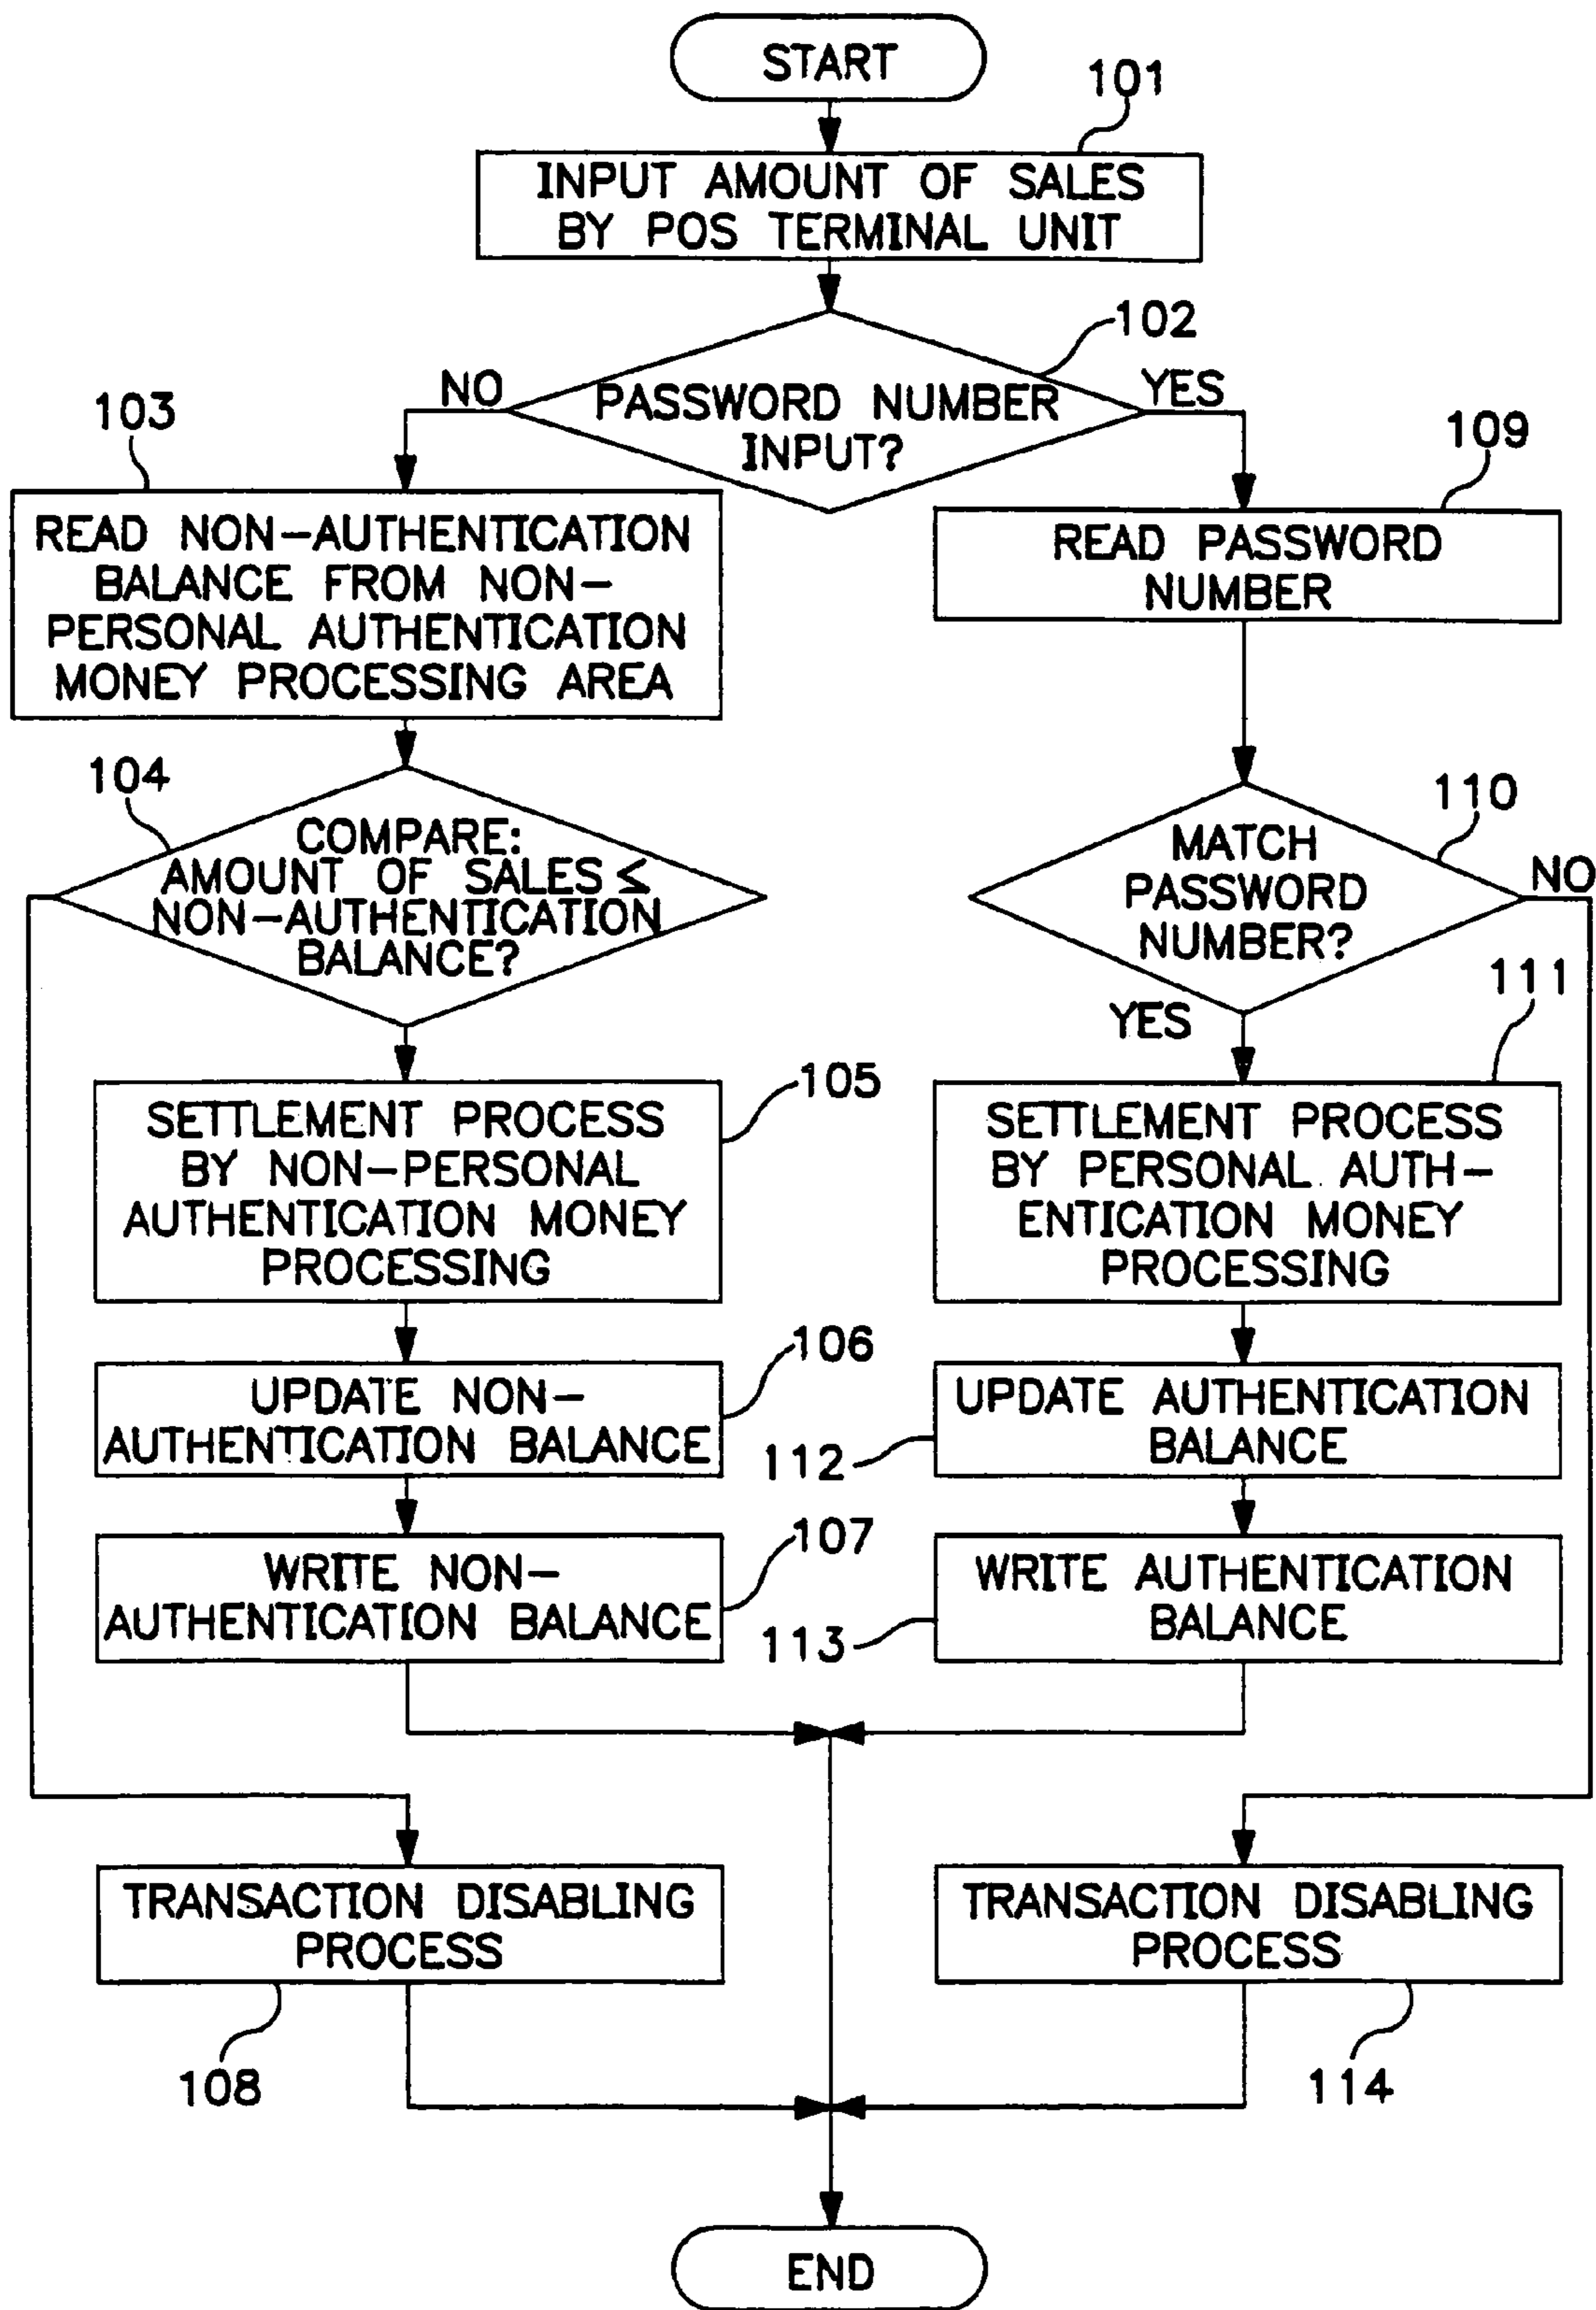 START
101
INPUT AMOUNT OF SALES
BY POS TERMINAL UNIT
102
PASSWORD NUMBER
INPUT?
NO
YES
103
READ NON-AUTHENTICATION
BALANCE FROM NON-
PERSONAL AUTHENTICATION
MONEY PROCESSING AREA
109
READ PASSWORD
NUMBER
104
COMPARE:
AMOUNT OF SALES ≤
NON-AUTHENTICATION
BALANCE?
110
MATCH
PASSWORD
NUMBER?
NO
YES
105
SETTLEMENT PROCESS
BY NON-PERSONAL
AUTHENTICATION MONEY
PROCESSING
111
SETTLEMENT PROCESS
BY PERSONAL AUTH-
ENTICATION MONEY
PROCESSING
106
UPDATE NON-
AUTHENTICATION BALANCE
112
UPDATE AUTHENTICATION
BALANCE
107
WRITE NON-
AUTHENTICATION BALANCE
113
WRITE AUTHENTICATION
BALANCE
TRANSACTION DISABLING
PROCESS
108
TRANSACTION DISABLING
PROCESS
114
END